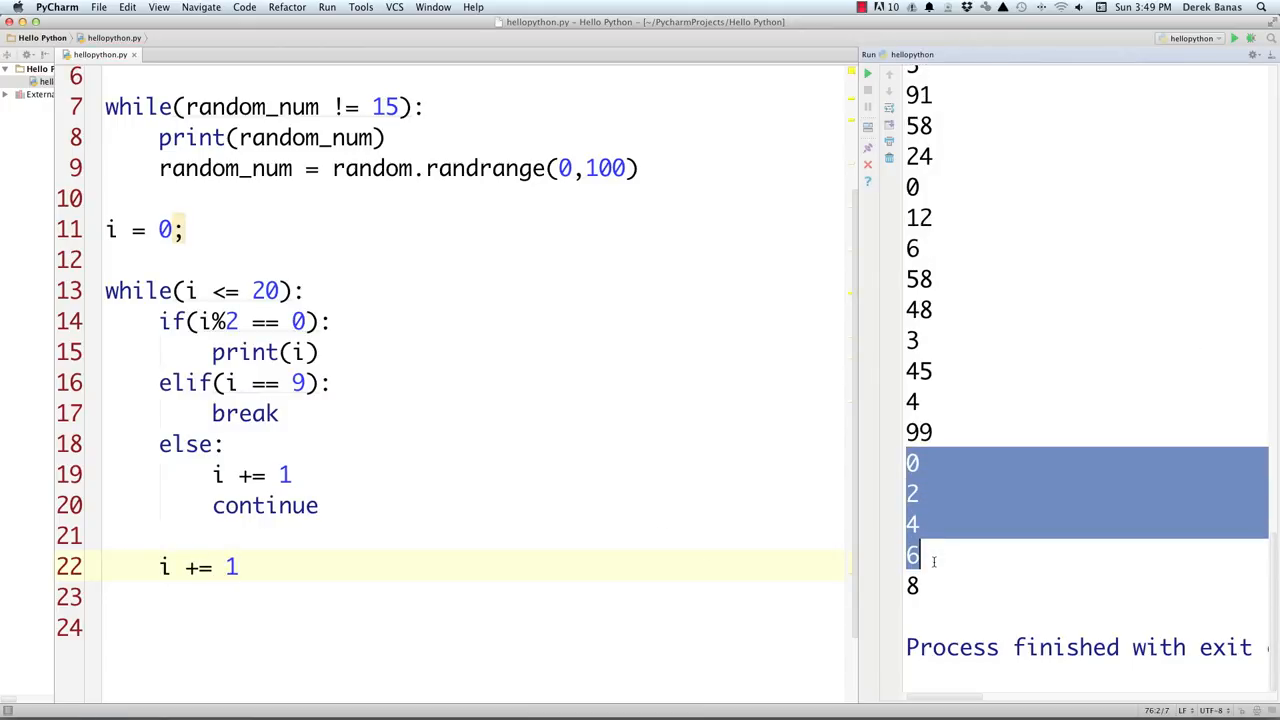 PyCharm File Edit View Navigate Code Refactor Run Tools VCS Window Help 10 Sun 3:49 PM Derek Banas
hellopython.py - Hello Python - [~/PycharmProjects/Hello Python]
Hello Python hellopython.py hellopython
hellopython.py Run hellopython
Hello P
hell
Extern
6
7 while(random_num != 15):
8 print(random_num)
9 random_num = random.randrange(0,100)
10
11 i = 0;
12
13 while(i <= 20):
14 if(i%2 == 0):
15 print(i)
16 elif(i == 9):
17 break
18 else:
19 i += 1
20 continue
21
22 i += 1
23
24
91
58
24
0
12
6
58
48
3
45
4
99
0
2
4
6
8
Process finished with exit
76:2/7 LF UTF-8